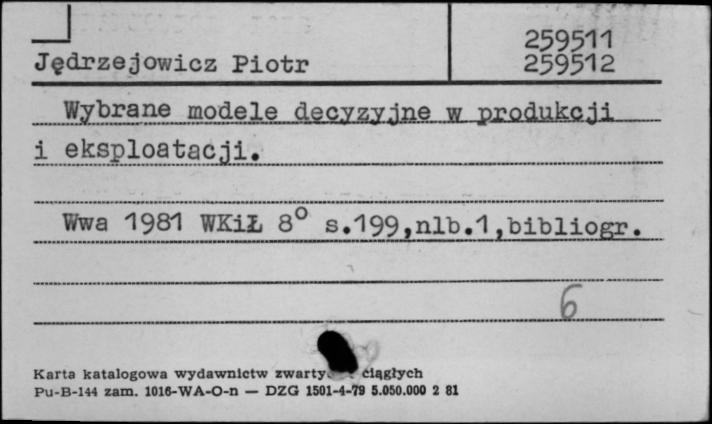 259511
Jędrzejowicz Piotr 259512
Wybrane modele decyzyjne w produkcji
i eksploatacji.
Wwa 1981 WKiŁ 8° s.199,nlb.1,bibliogr.
6
Karta katalogowa wydawnictw ciągłych
Pu-B-144 zam. 1016-WA-O-n — DZG 1501-4-79 5.050.000 2 81